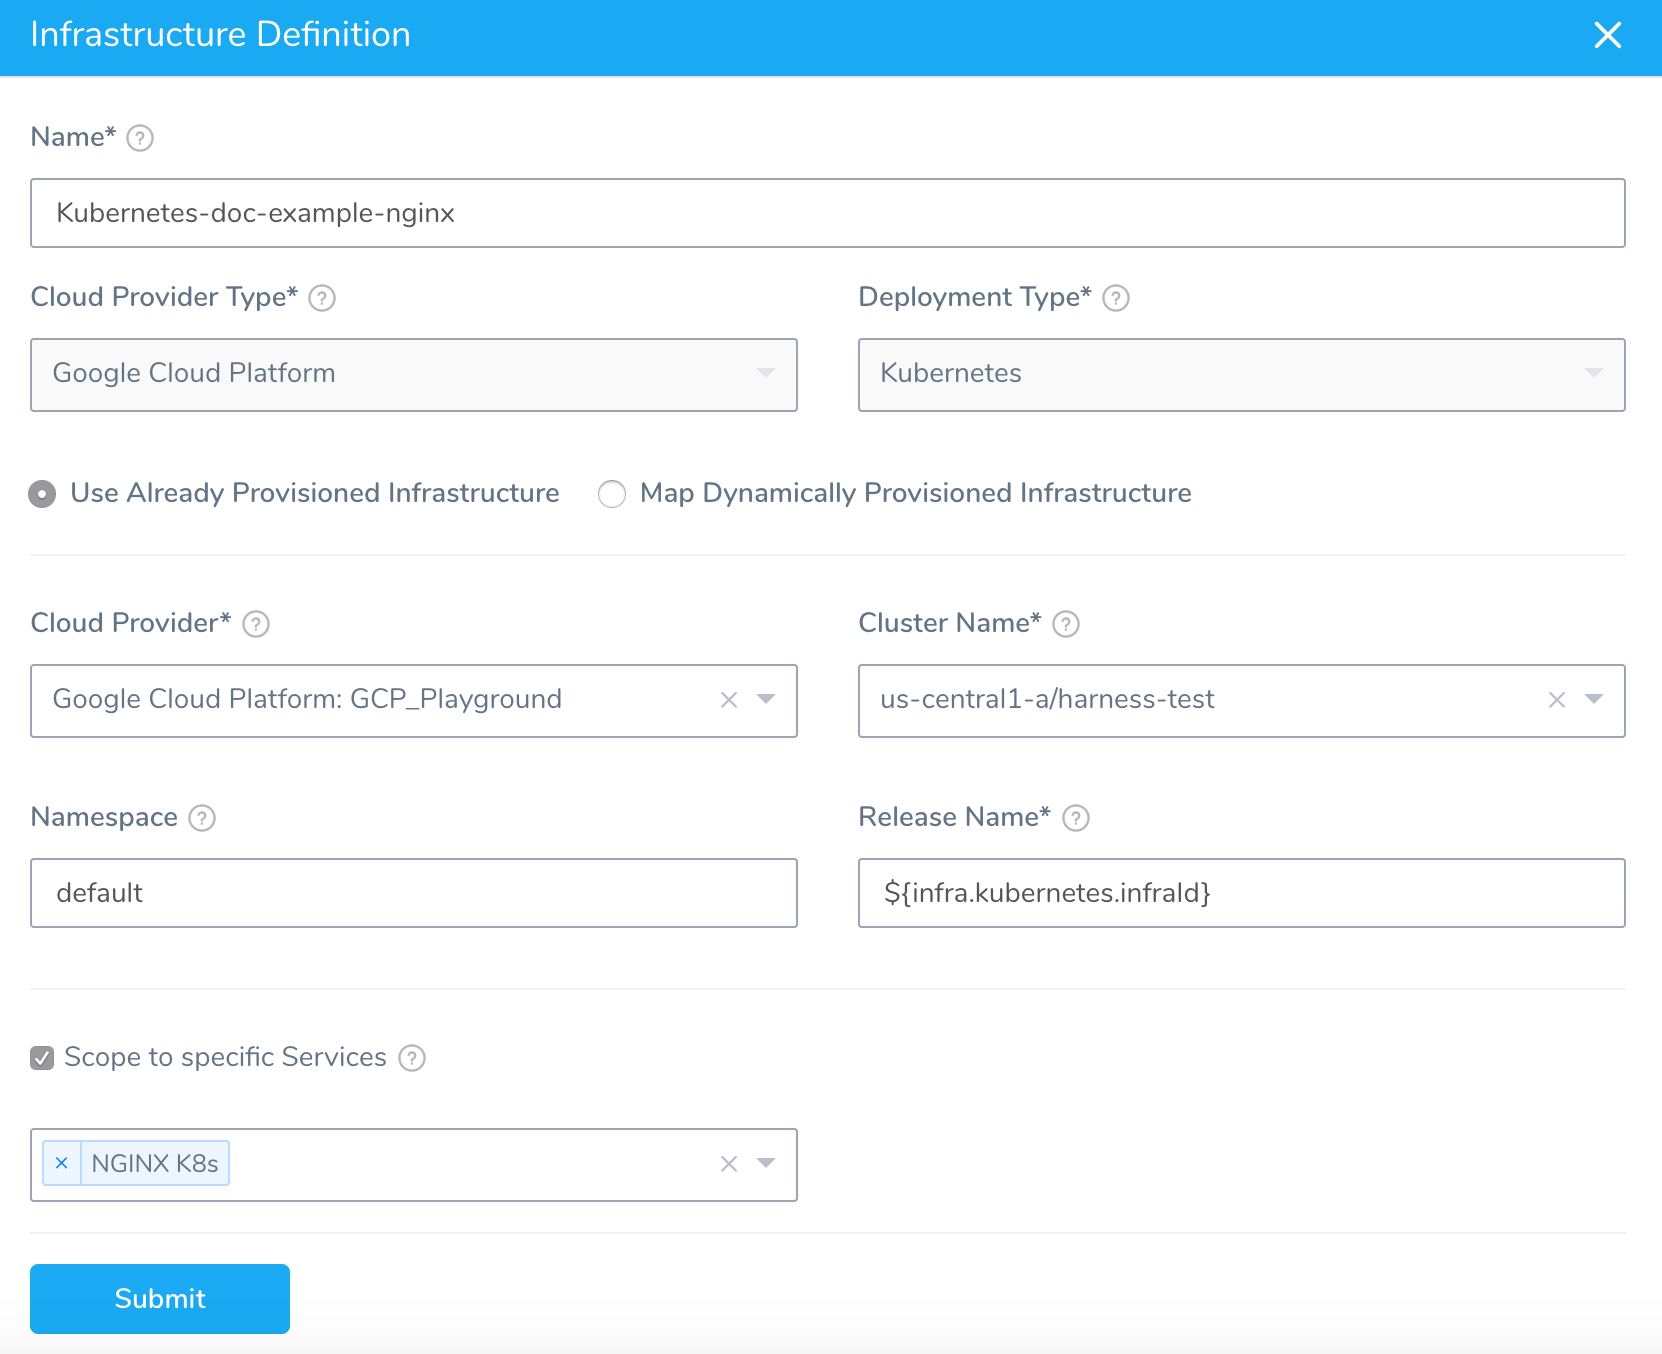 Infrastructure Definition
Name* ?
Kubernetes-doc-example-nginx
Cloud Provider Type* ? Deployment Type* ?
Google Cloud Platform Kubernetes
Use Already Provisioned Infrastructure Map Dynamically Provisioned Infrastructure
Cloud Provider* ? Cluster Name* ?
Google Cloud Platform: GCP_Playground us-central1-a/harness-test
Namespace ? Release Name* ?
default ${infra.kubernetes.infraId}
Scope to specific Services ?
NGINX K8s
Submit